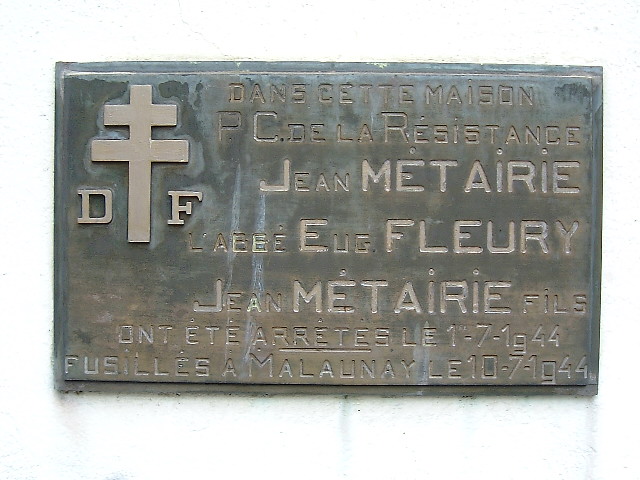 DANS CETTE MAISON
P.C. DE LA RÉSISTANCE
JEAN MÉTAIRIE
D F
L'ABBÉ EUG. FLEURY
JEAN MÉTAIRIE FILS
ONT ÉTÉ ARRÊTÉS LE 1ER-7-1944
FUSILLÉS A MALAUNAY LE 10-7-1944